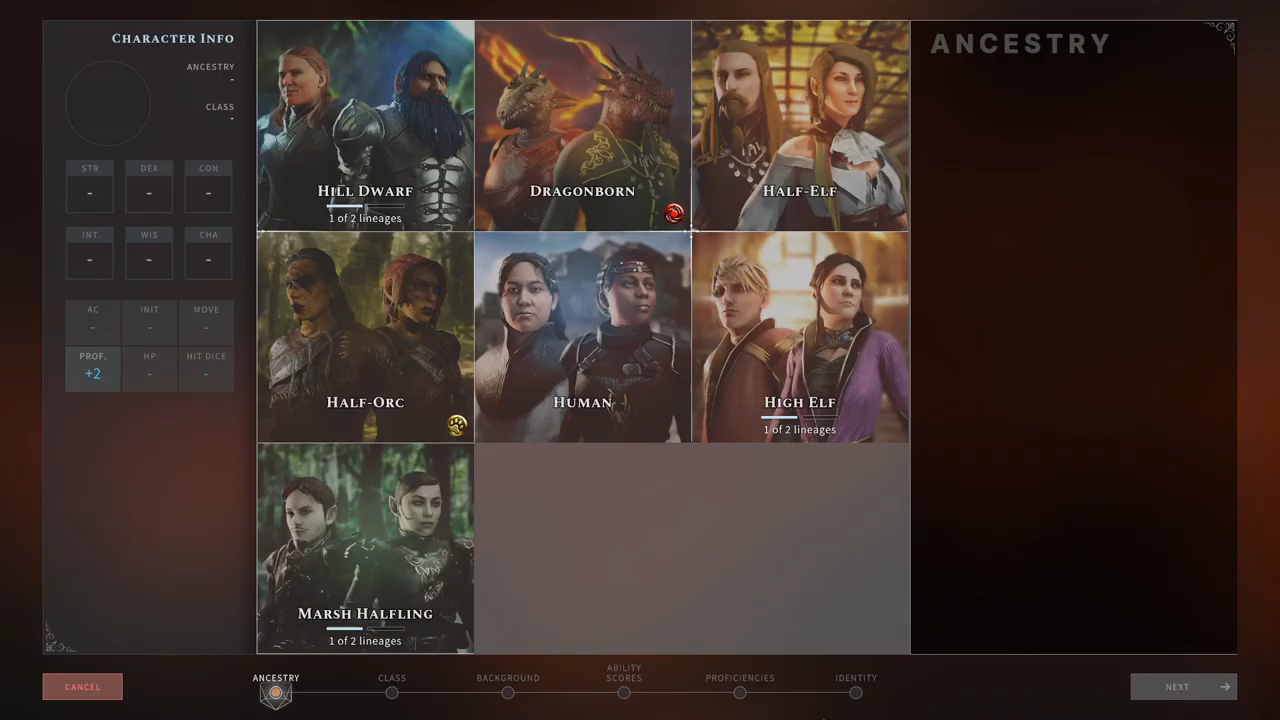 CHARACTER INFO
ANCESTRY
-
CLASS
-
STR DEX CON
- - -
INT WIS CHA
- - -
AC INIT MOVE
- - -
PROF. HP HIT DICE
+2 - -
HILL DWARF
1 of 2 lineages
DRAGONBORN
HALF-ELF
HALF-ORC
HUMAN
HIGH ELF
1 of 2 lineages
MARSH HALFLING
1 of 2 lineages
ANCESTRY
CANCEL
ANCESTRY
CLASS
BACKGROUND
ABILITY
SCORES
PROFICIENCIES
IDENTITY
NEXT